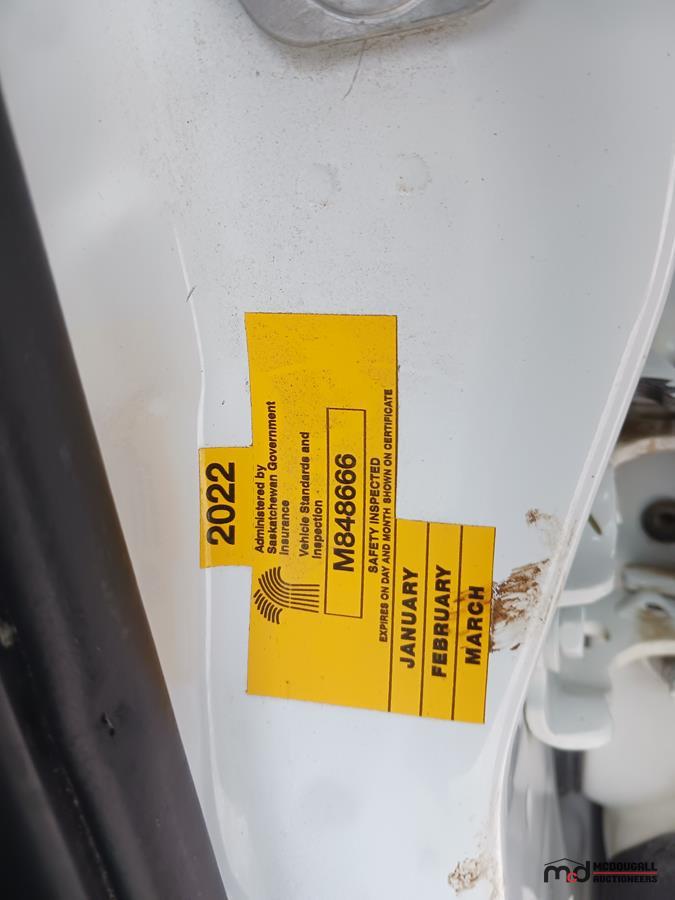 2022
Administered by
Saskatchewan Government
Insurance
Vehicle Standards and
Inspection
M848666
SAFETY INSPECTED
EXPIRES ON DAY AND MONTH SHOWN ON CERTIFICATE
JANUARY
FEBRUARY
MARCH
mcd MCDOUGALL
AUCTIONEERS